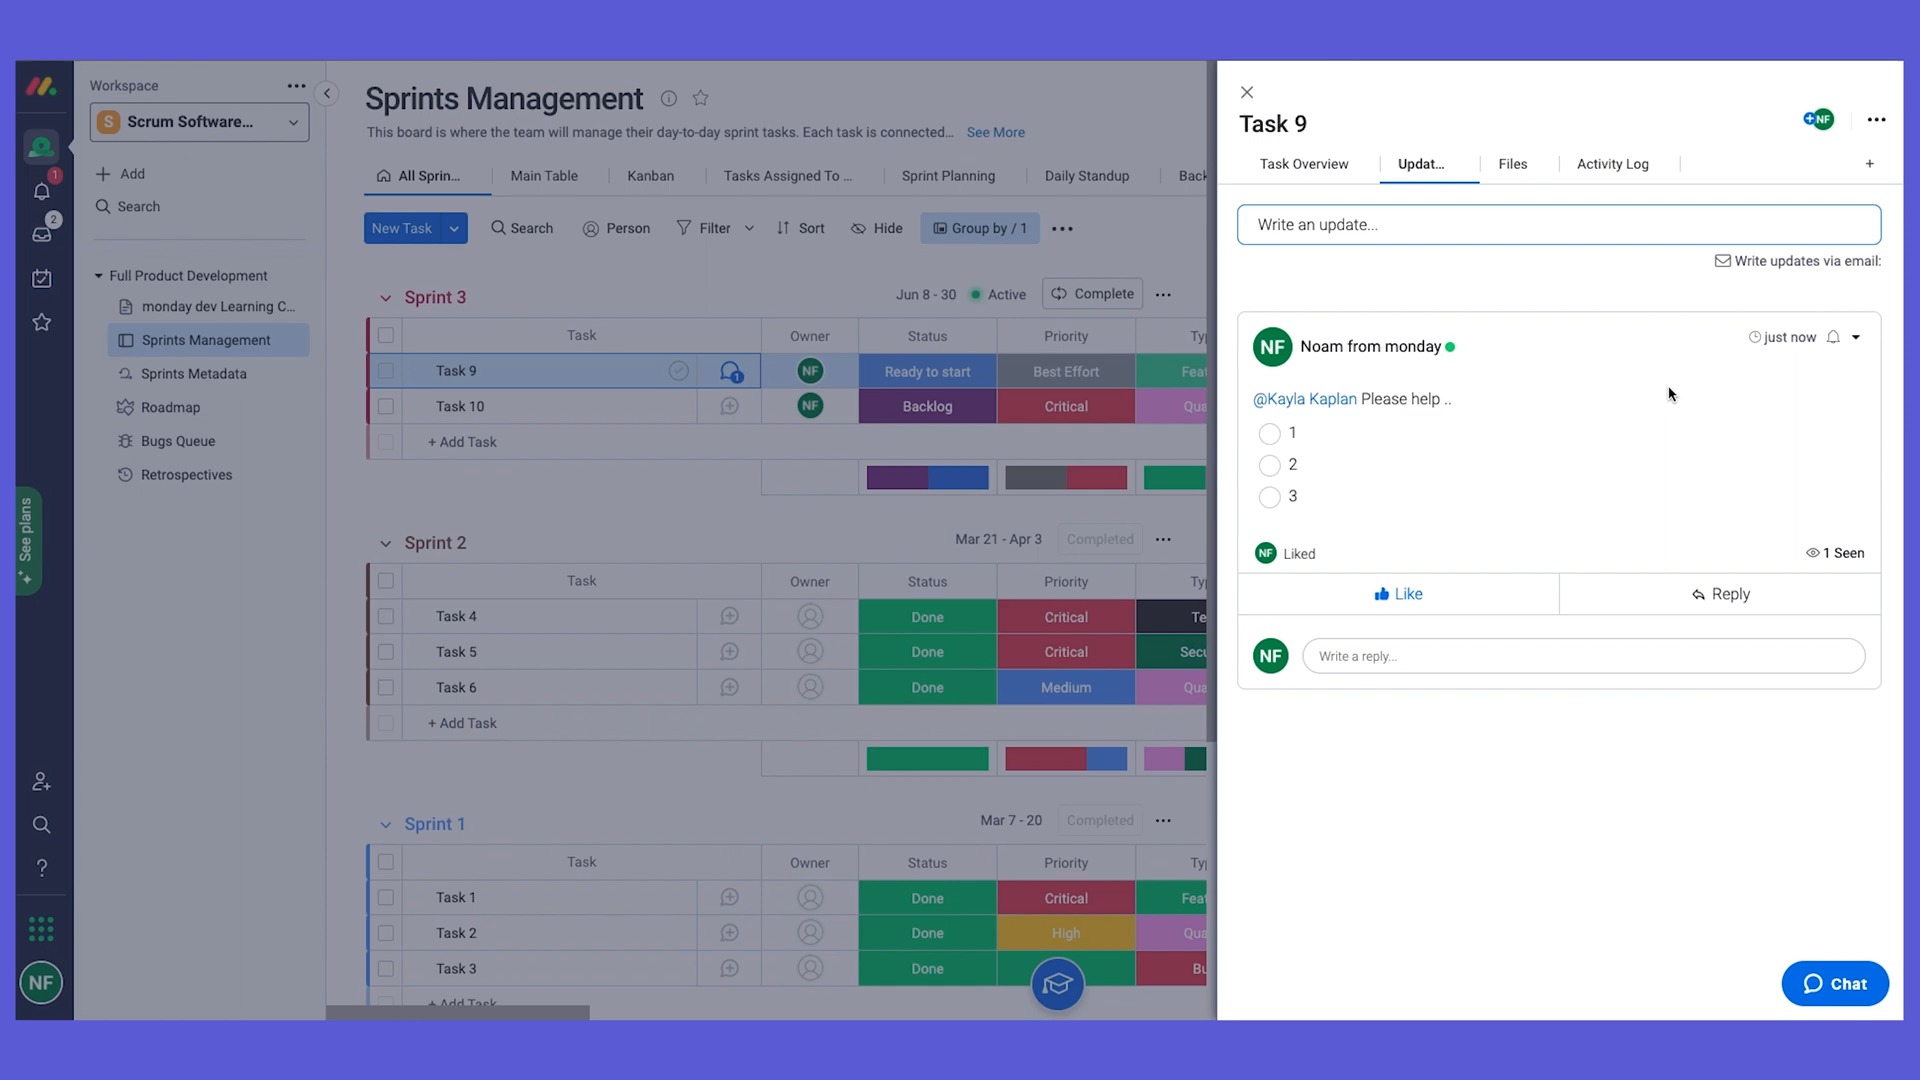 Workspace
S Scrum Software...
Add
Search
Full Product Development
monday dev Learning C...
Sprints Management
Sprints Metadata
Roadmap
Bugs Queue
Retrospectives
1
2
See plans
NF
Sprints Management
This board is where the team will manage their day-to-day sprint tasks. Each task is connected... See More
All Sprin... Main Table Kanban Tasks Assigned To ... Sprint Planning Daily Standup Back
New Task Search Person Filter Sort Hide Group by / 1
Sprint 3 Jun 8 - 30 Active Complete
Task Owner Status Priority Ty
Task 9 1 NF Ready to start Best Effort Feat
Task 10 NF Backlog Critical Qua
+ Add Task
Sprint 2 Mar 21 - Apr 3 Completed
Task Owner Status Priority Ty
Task 4 Done Critical Te
Task 5 Done Critical Secu
Task 6 Done Medium Qua
+ Add Task
Sprint 1 Mar 7 - 20 Completed
Task Owner Status Priority Ty
Task 1 Done Critical Feat
Task 2 Done High Qua
Task 3 Done Bu
+ Add Task
Task 9
NF
Task Overview Updat... Files Activity Log +
Write an update...
Write updates via email:
NF Noam from monday just now
@Kayla Kaplan Please help ..
1
2
3
NF Liked 1 Seen
Like Reply
NF Write a reply...
Chat